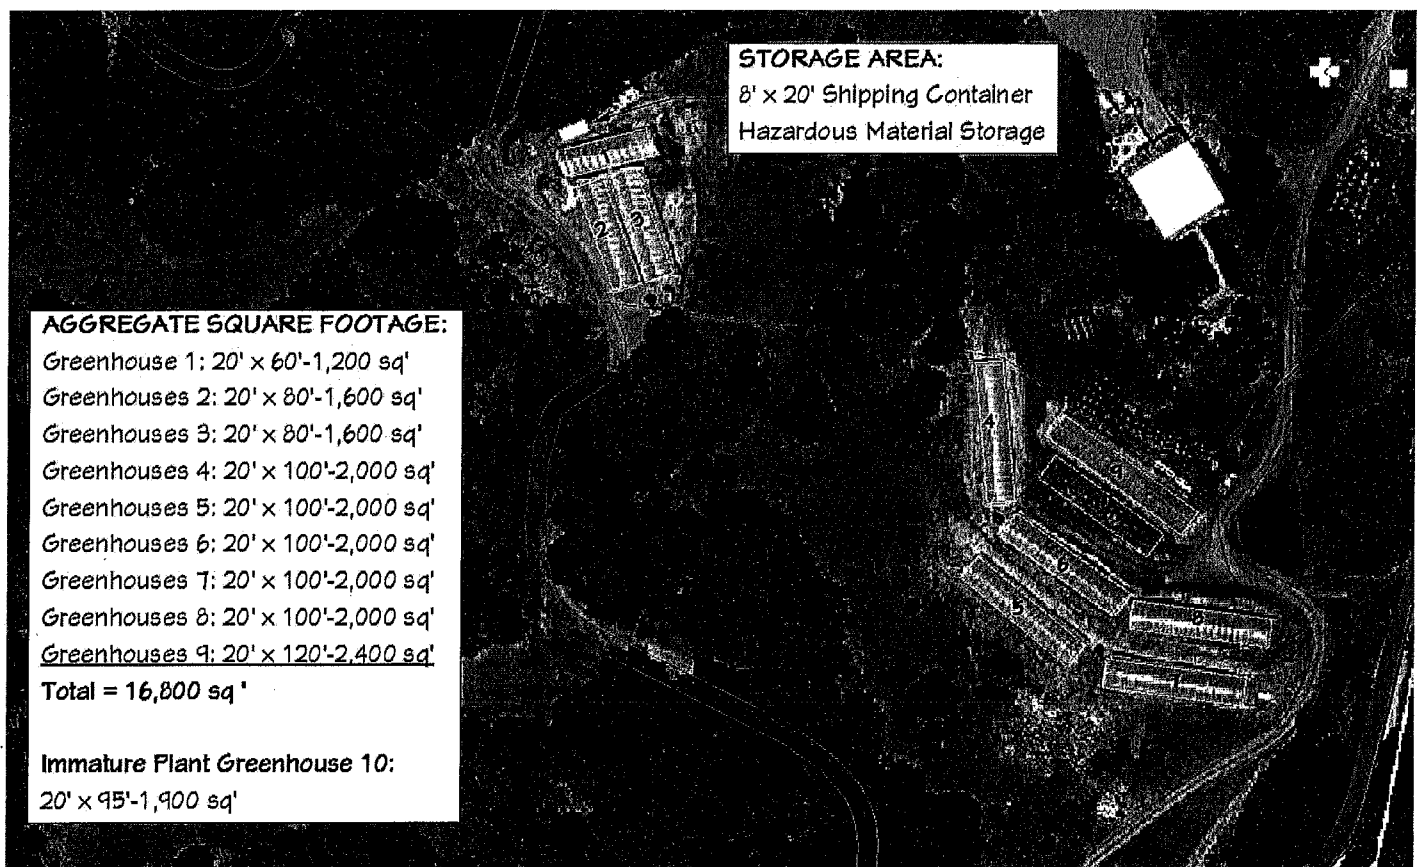 STORAGE AREA:
8' x 20' Shipping Container
Hazardous Material Storage
2
3
AGGREGATE SQUARE FOOTAGE:
Greenhouse 1: 20' x 60'-1,200 sq'
Greenhouses 2: 20' x 80'-1,600 sq'
Greenhouses 3: 20' x 80'-1,600 sq'
Greenhouses 4: 20' x 100'-2,000 sq'
Greenhouses 5: 20' x 100'-2,000 sq'
Greenhouses 6: 20' x 100'-2,000 sq'
Greenhouses 7: 20' x 100'-2,000 sq'
Greenhouses 8: 20' x 100'-2,000 sq'
Greenhouses 9: 20' x 120'-2,400 sq'
Total = 16,800 sq '
Immature Plant Greenhouse 10:
20' x 95'-1,900 sq'
4
9
6
5
8